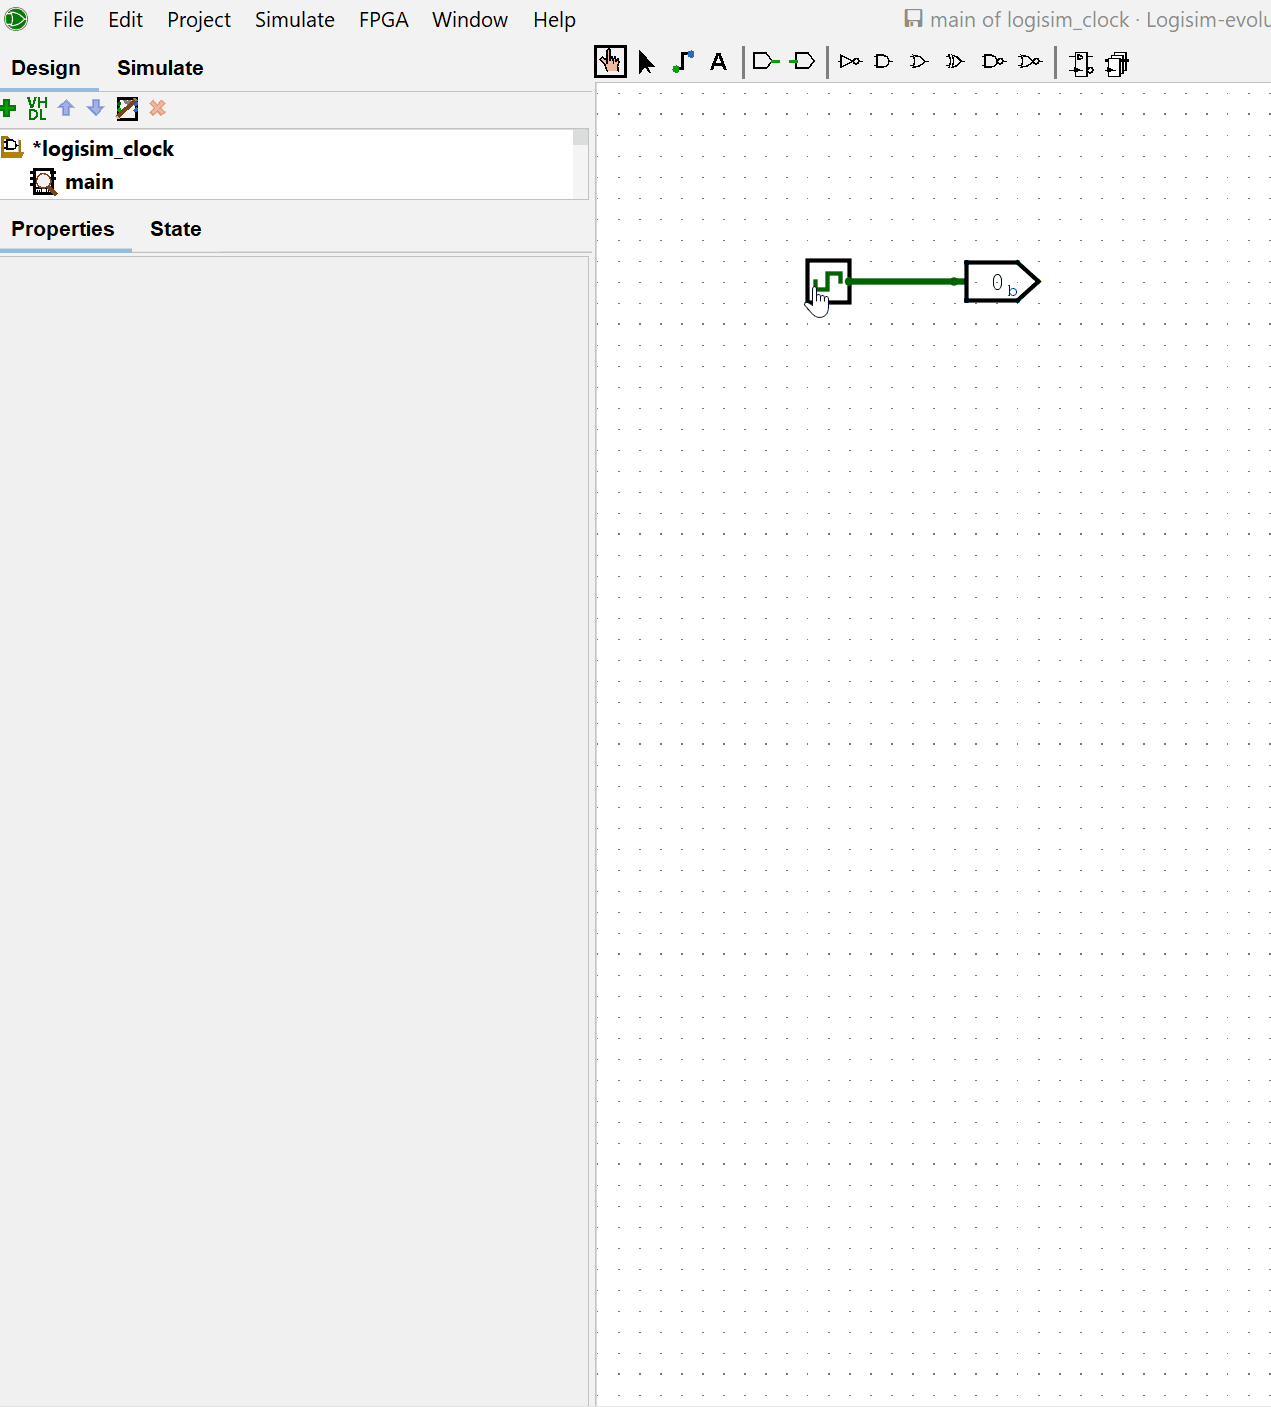 File Edit Project Simulate FPGA Window Help main of logisim_clock · Logisim-evolu
Design Simulate
A
VH
DL
*logisim_clock
main
Properties State
0 b